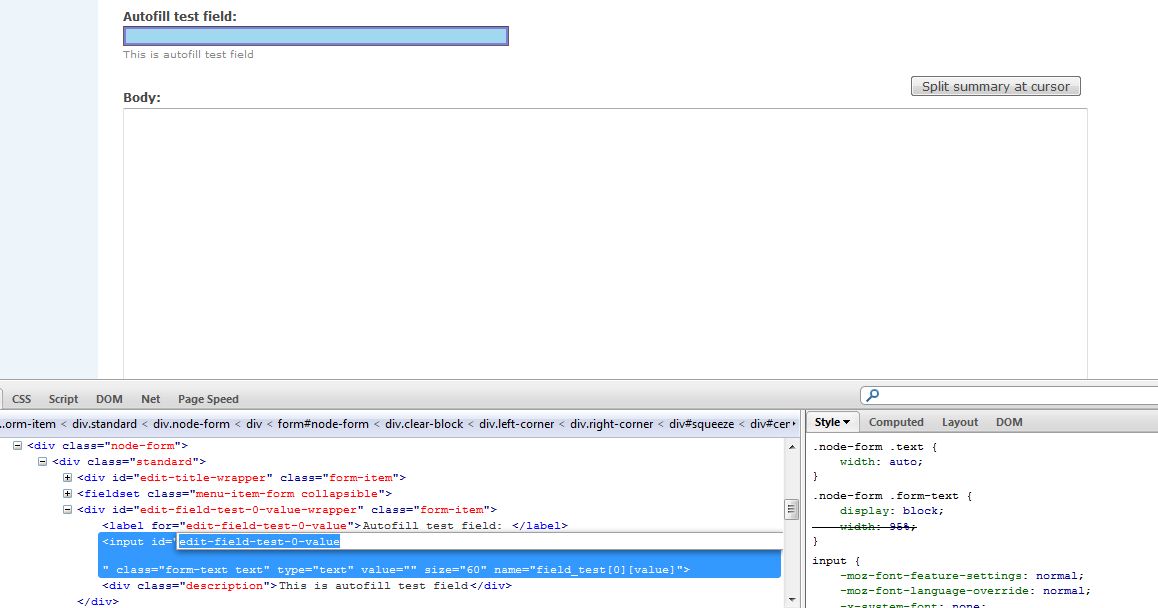 Autofill test field:
This is autofill test field
Split summary at cursor
Body:
CSS Script DOM Net Page Speed
..orm-item < div.standard < div.node-form < div < form#node-form < div.clear-block < div.left-corner < div.right-corner < div#squeeze < div#cer
<div class="node-form">
<div class="standard">
<div id="edit-title-wrapper" class="form-item">
<fieldset class="menu-item-form collapsible">
<div id="edit-field-test-0-value-wrapper" class="form-item">
<label for="edit-field-test-0-value">Autofill test field: </label>
<input id="edit-field-test-0-value
" class="form-text text" type="text" value="" size="60" name="field_test[0][value]">
<div class="description">This is autofill test field</div>
</div>
Style Computed Layout DOM
.node-form .text {
width: auto;
}
.node-form .form-text {
display: block;
width: 95%;
}
input {
-moz-font-feature-settings: normal;
-moz-font-language-override: normal;
-x-system-font: none;